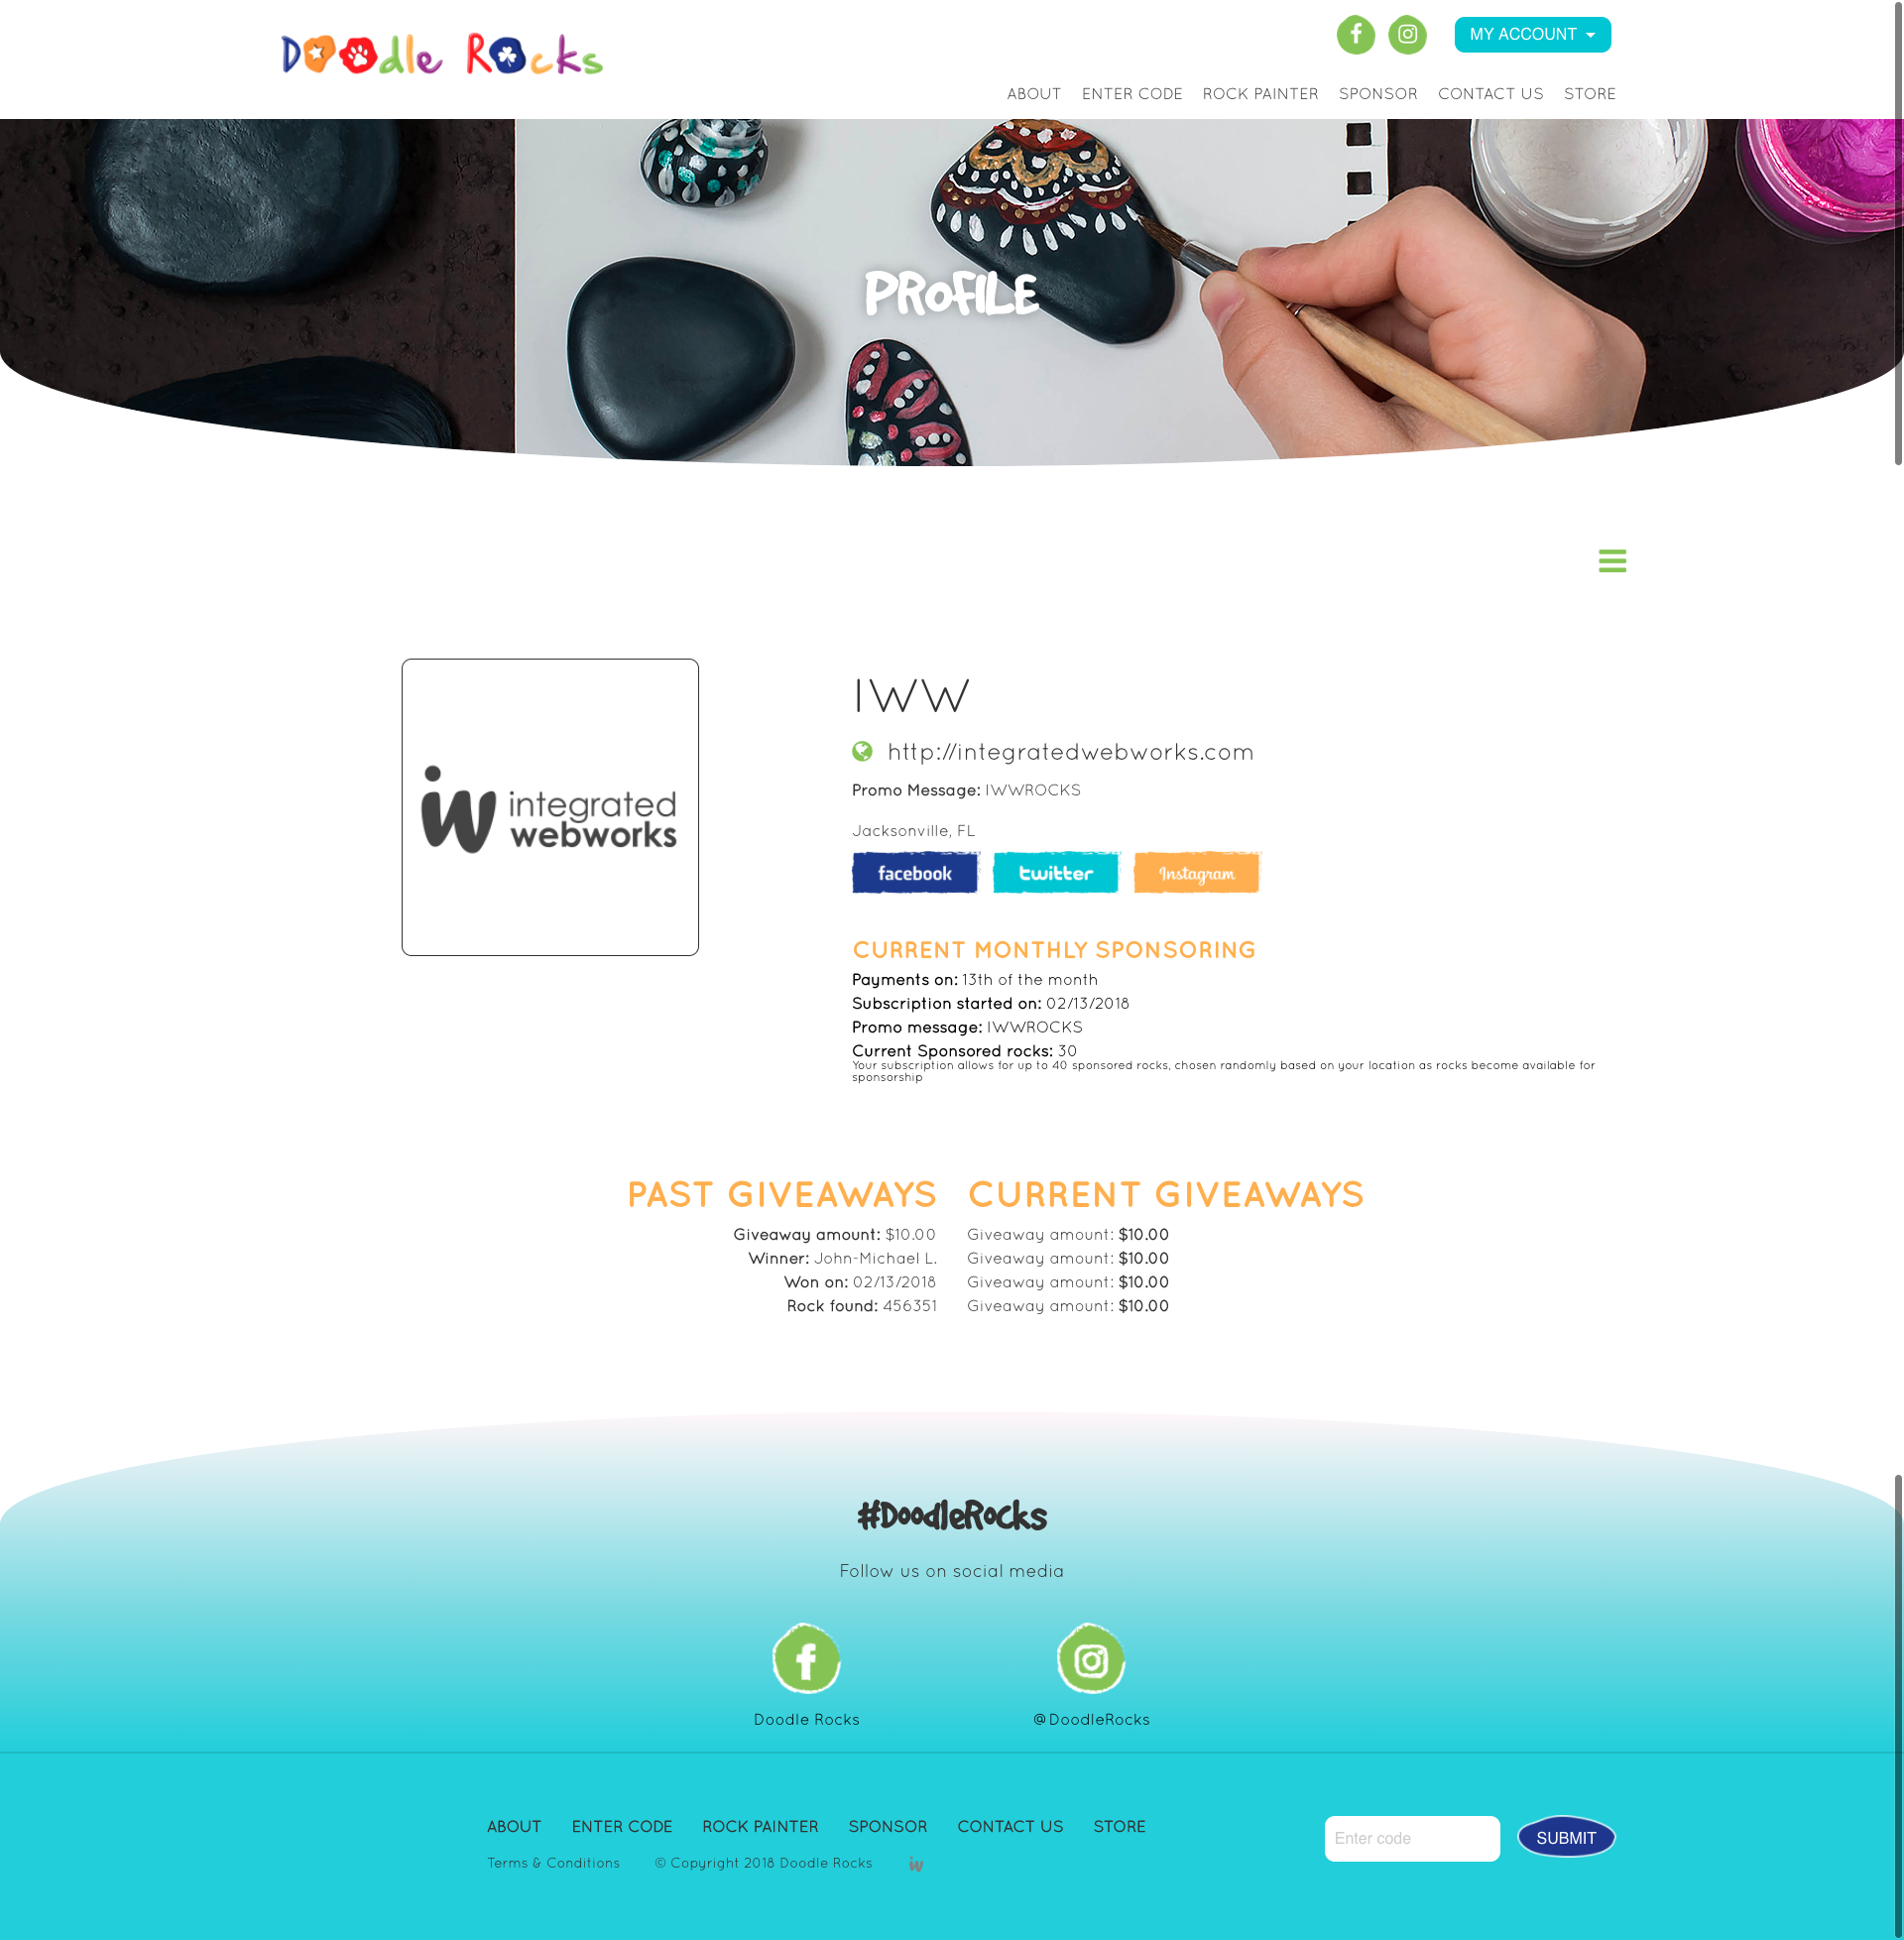 Doodle Rocks
MY ACCOUNT
ABOUT ENTER CODE ROCK PAINTER SPONSOR CONTACT US STORE
PROFILE
integrated
webworks
IWW
http://integratedwebworks.com
Promo Message: IWWROCKS
Jacksonville, FL
facebook twitter Instagram
CURRENT MONTHLY SPONSORING
Payments on: 13th of the month
Subscription started on: 02/13/2018
Promo message: IWWROCKS
Current Sponsored rocks: 30
Your subscription allows for up to 40 sponsored rocks, chosen randomly based on your location as rocks become available for
sponsorship
PAST GIVEAWAYS
Giveaway amount: $10.00
Winner: John-Michael L.
Won on: 02/13/2018
Rock found: 456351
CURRENT GIVEAWAYS
Giveaway amount: $10.00
Giveaway amount: $10.00
Giveaway amount: $10.00
Giveaway amount: $10.00
#DoodleRocks
Follow us on social media
Doodle Rocks
@DoodleRocks
ABOUT ENTER CODE ROCK PAINTER SPONSOR CONTACT US STORE
Terms & Conditions © Copyright 2018 Doodle Rocks
Enter code
SUBMIT